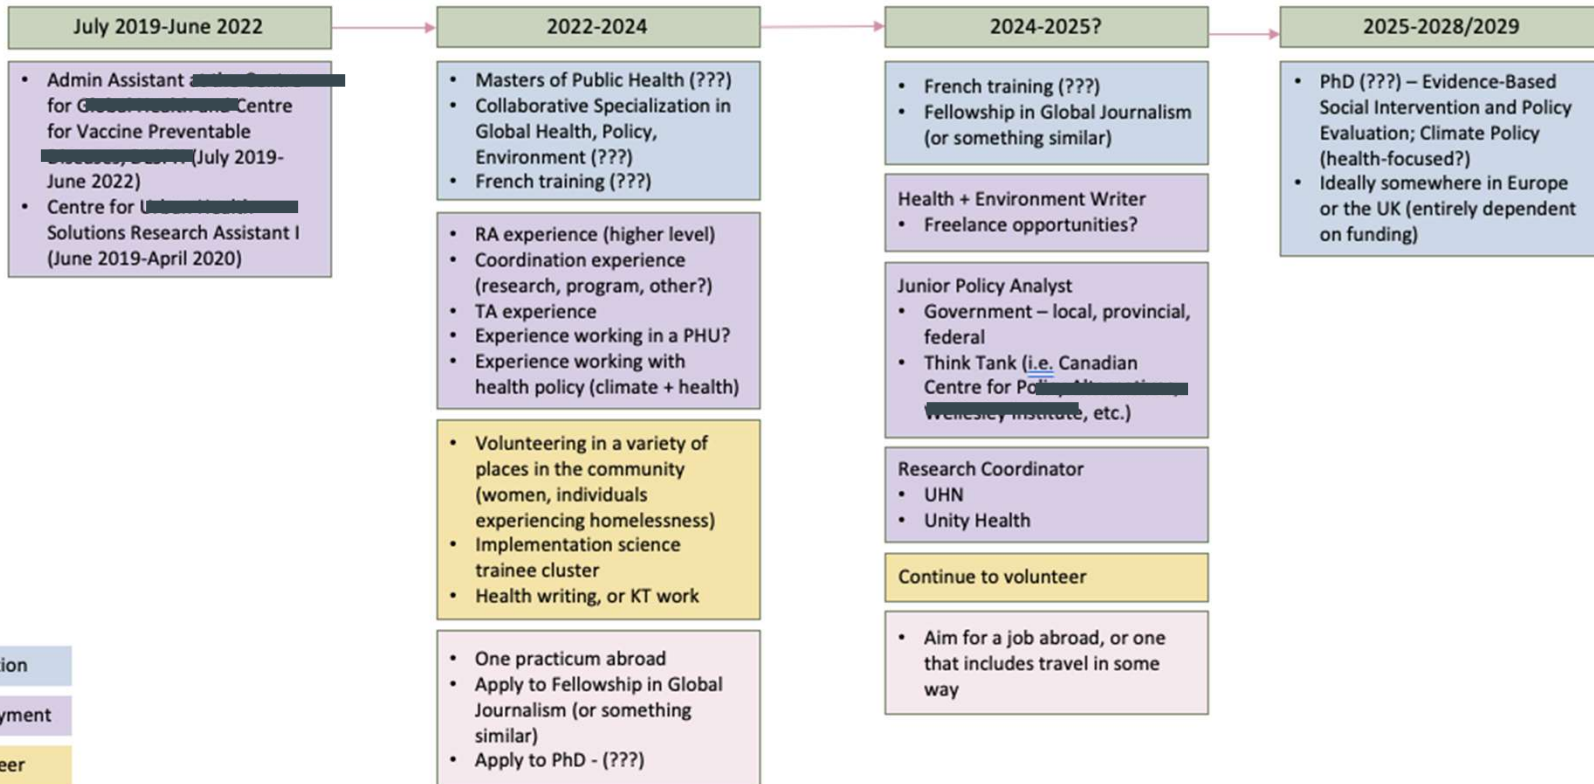 July 2019-June 2022
• Admin Assistant
for Centre
for Vaccine Preventable
(July 2019-
June 2022)
• Centre for
Solutions Research Assistant I
(June 2019-April 2020)
2022-2024
• Masters of Public Health (???)
• Collaborative Specialization in
Global Health, Policy,
Environment (???)
• French training (???)
• RA experience (higher level)
• Coordination experience
(research, program, other?)
• TA experience
• Experience working in a PHU?
• Experience working with
health policy (climate + health)
• Volunteering in a variety of
places in the community
(women, individuals
experiencing homelessness)
• Implementation science
trainee cluster
• Health writing, or KT work
• One practicum abroad
• Apply to Fellowship in Global
Journalism (or something
similar)
• Apply to PhD - (???)
2024-2025?
• French training (???)
• Fellowship in Global Journalism
(or something similar)
Health + Environment Writer
• Freelance opportunities?
Junior Policy Analyst
• Government – local, provincial,
federal
• Think Tank (i.e. Canadian
Centre for
, etc.)
Research Coordinator
• UHN
• Unity Health
Continue to volunteer
• Aim for a job abroad, or one
that includes travel in some
way
2025-2028/2029
• PhD (???) – Evidence-Based
Social Intervention and Policy
Evaluation; Climate Policy
(health-focused?)
• Ideally somewhere in Europe
or the UK (entirely dependent
on funding)
ion
yment
eer